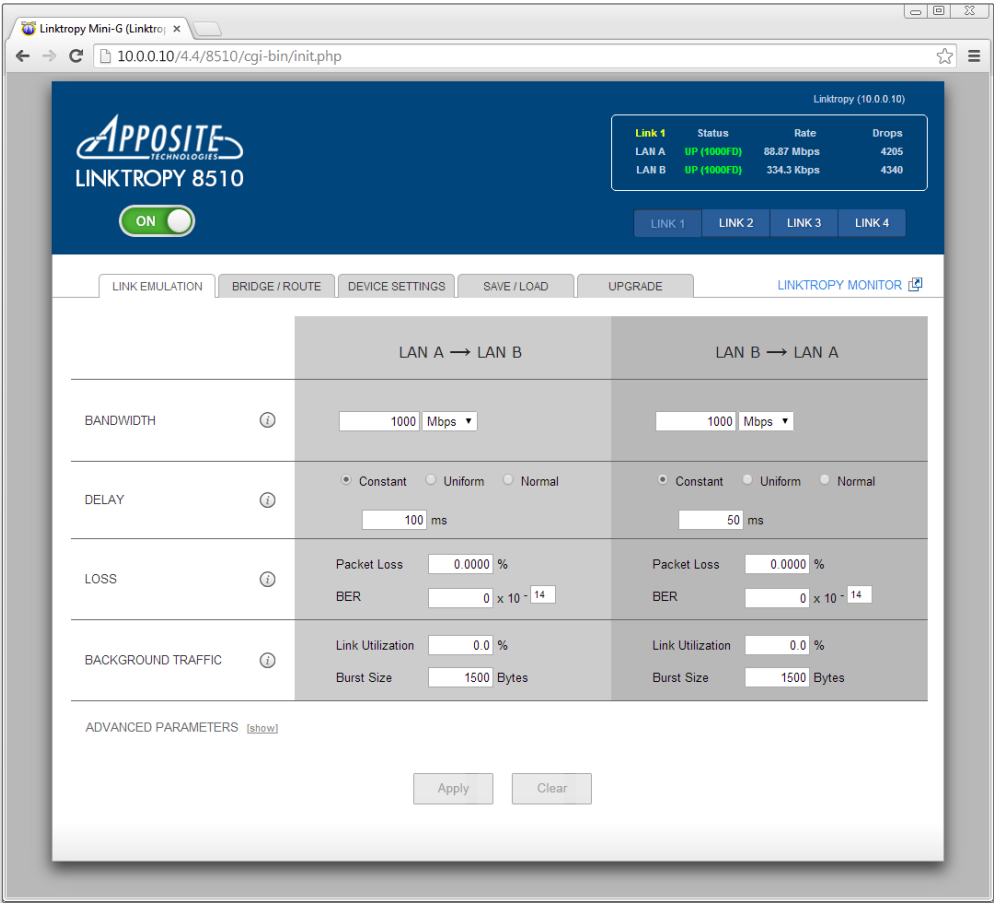 Linktropy Mini-G (Linktro
10.0.0.10/4.4/8510/cgi-bin/init.php
Linktropy (10.0.0.10)
APPOSITE
TECHNOLOGIES
LINKTROPY 8510
ON
Link 1 Status Rate Drops
LAN A UP (1000FD) 88.87 Mbps 4205
LAN B UP (1000FD) 334.3 Kbps 4340
LINK 1 LINK 2 LINK 3 LINK 4
LINK EMULATION BRIDGE / ROUTE DEVICE SETTINGS SAVE / LOAD UPGRADE LINKTROPY MONITOR
LAN A → LAN B LAN B → LAN A
BANDWIDTH i 1000 Mbps 1000 Mbps
Constant Uniform Normal Constant Uniform Normal
DELAY i
100 ms 50 ms
Packet Loss 0.0000 % Packet Loss 0.0000 %
LOSS i
BER 0 x 10 - 14 BER 0 x 10 - 14
Link Utilization 0.0 % Link Utilization 0.0 %
BACKGROUND TRAFFIC i
Burst Size 1500 Bytes Burst Size 1500 Bytes
ADVANCED PARAMETERS [show]
Apply Clear